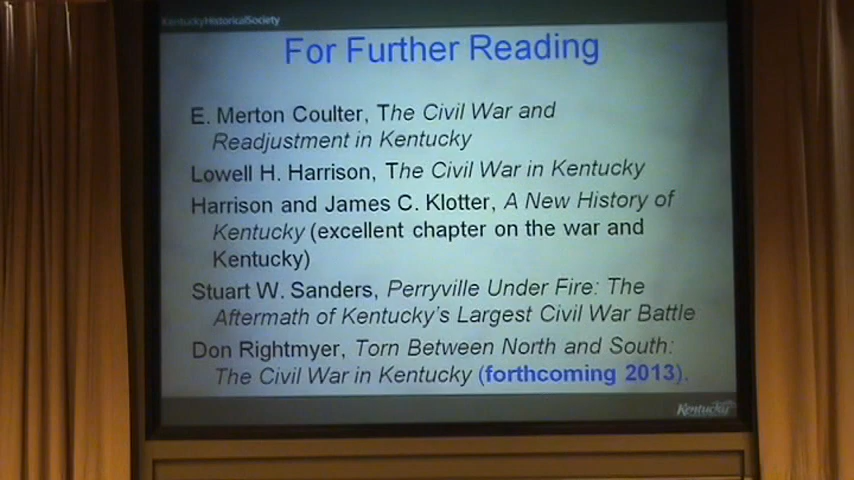 KentuckyHistoricalSociety
For Further Reading
E. Merton Coulter, The Civil War and
Readjustment in Kentucky
Lowell H. Harrison, The Civil War in Kentucky
Harrison and James C. Klotter, A New History of
Kentucky (excellent chapter on the war and
Kentucky)
Stuart W. Sanders, Perryville Under Fire: The
Aftermath of Kentucky's Largest Civil War Battle
Don Rightmyer, Torn Between North and South:
The Civil War in Kentucky (forthcoming 2013).
Kentucky